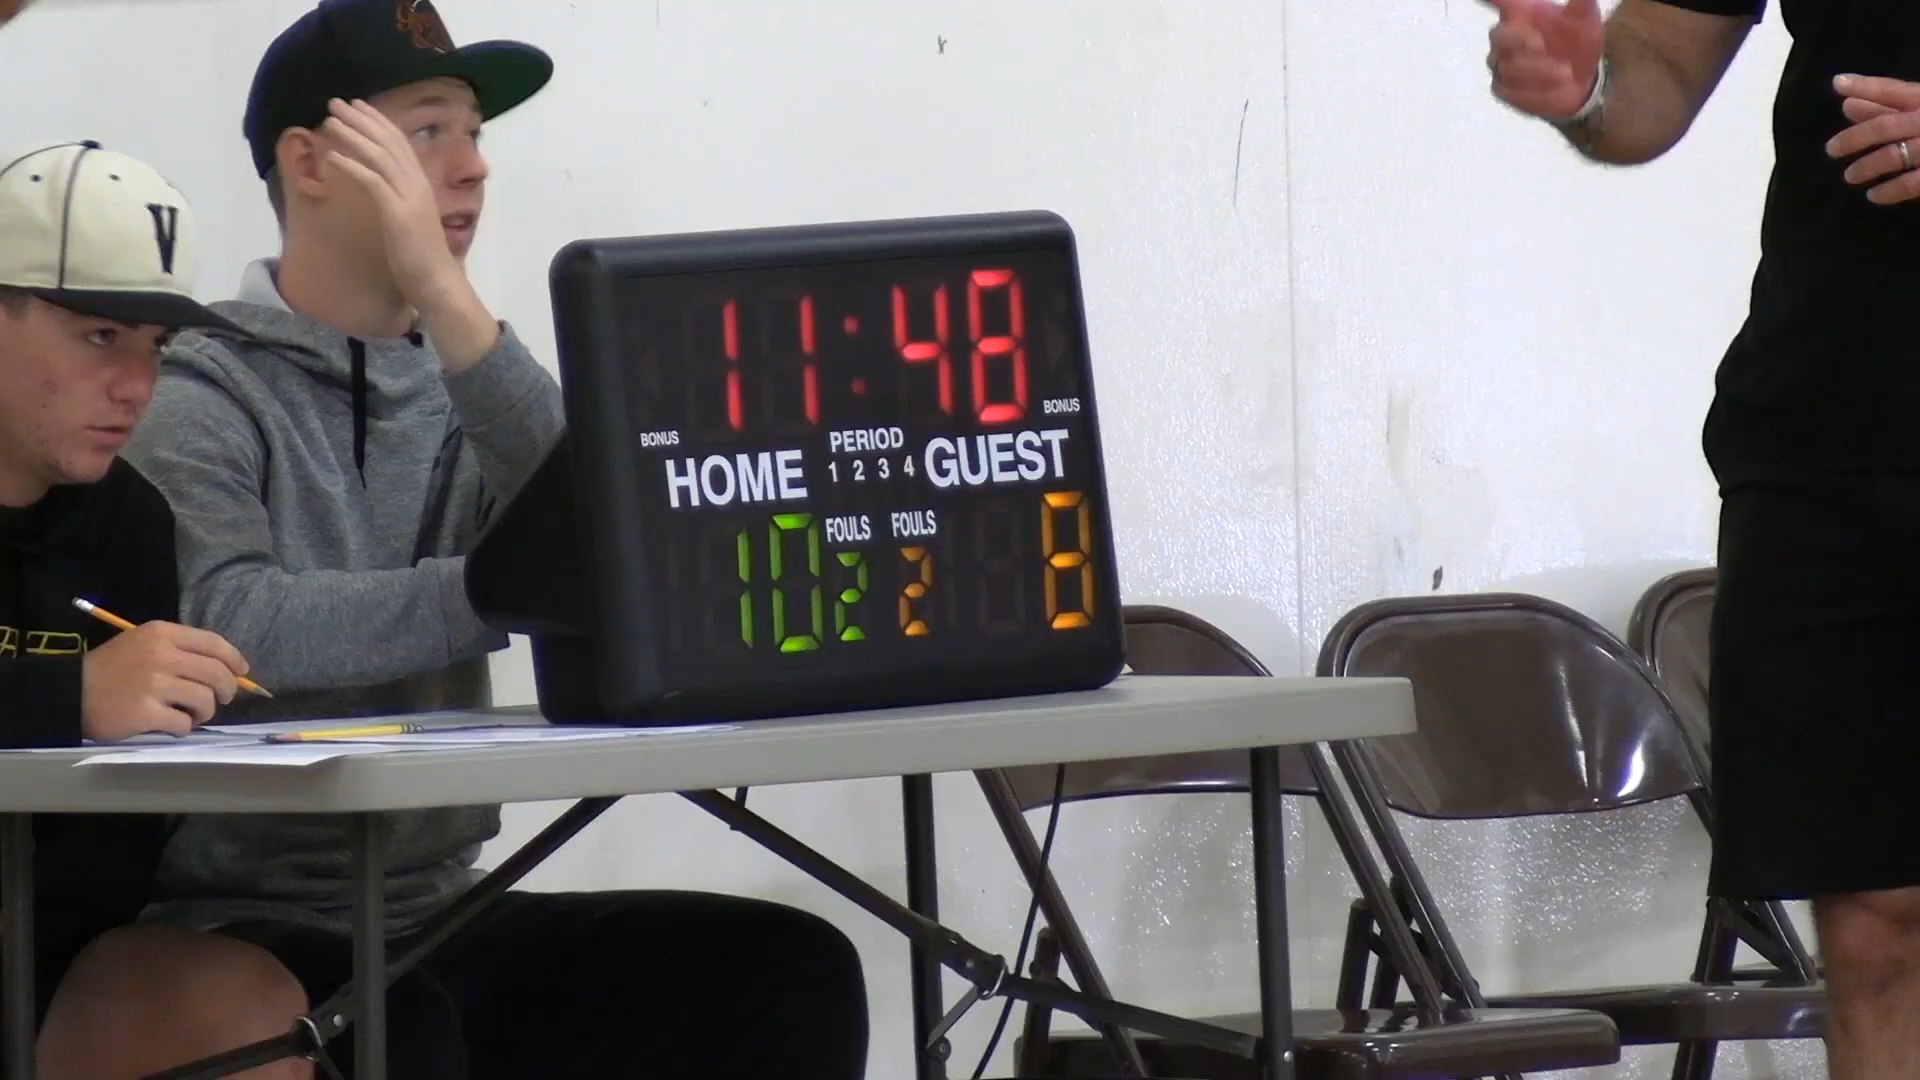 V
11:48
BONUS
BONUS
PERIOD
HOME
1 2 3 4
GUEST
FOULS
FOULS
10
2
2
8